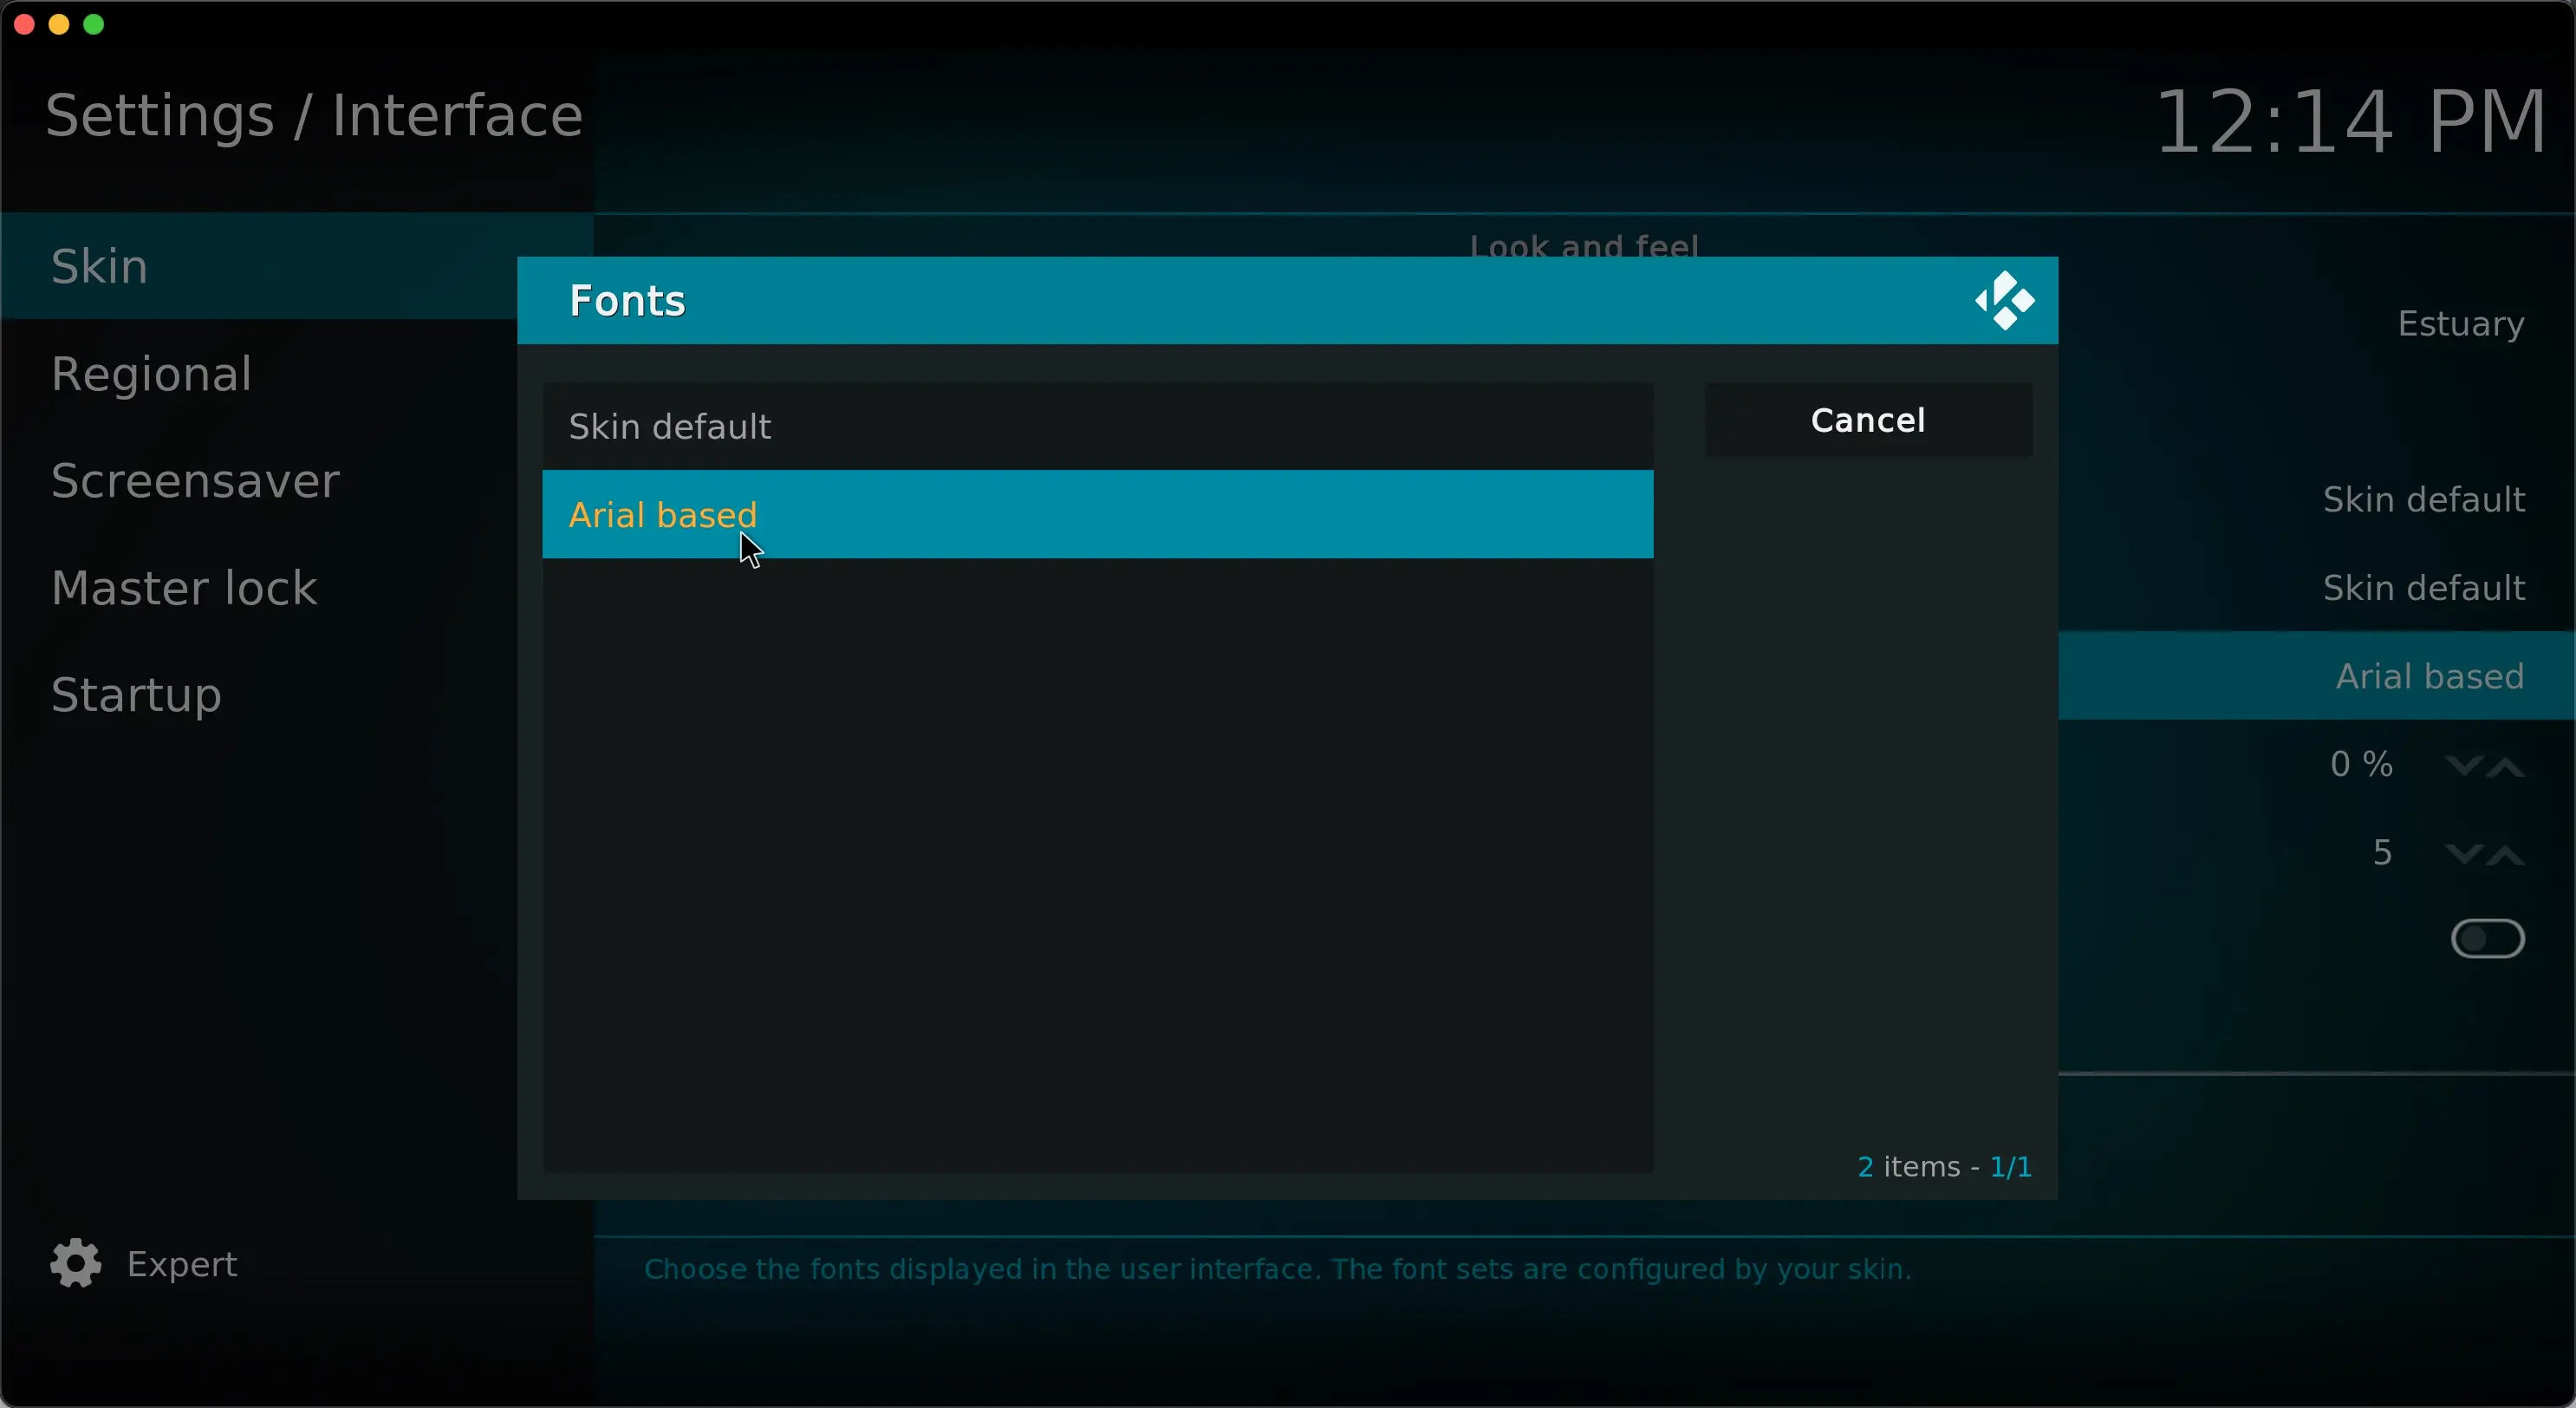 Settings / Interface
12:14 PM
Skin
Regional
Screensaver
Master lock
Startup
Expert
Look and feel
Fonts
Skin default
Arial based
Cancel
2 items - 1/1
Estuary
Skin default
Skin default
Arial based
0 %
5
Choose the fonts displayed in the user interface. The font sets are configured by your skin.